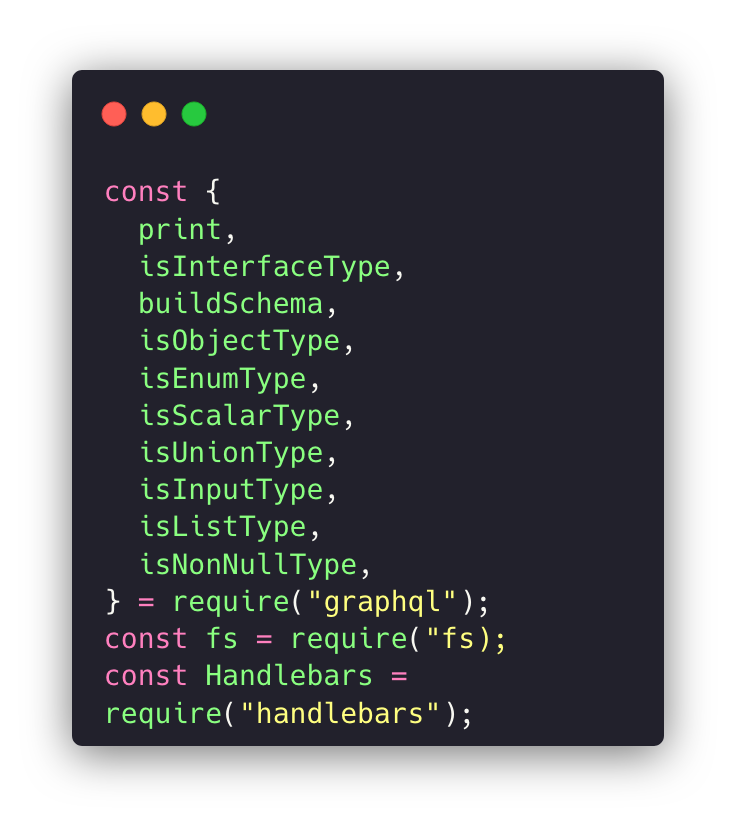 const {
  print,
  isInterfaceType,
  buildSchema,
  isObjectType,
  isEnumType,
  isScalarType,
  isUnionType,
  isInputType,
  isListType,
  isNonNullType,
} = require("graphql");
const fs = require("fs);
const Handlebars =
require("handlebars");